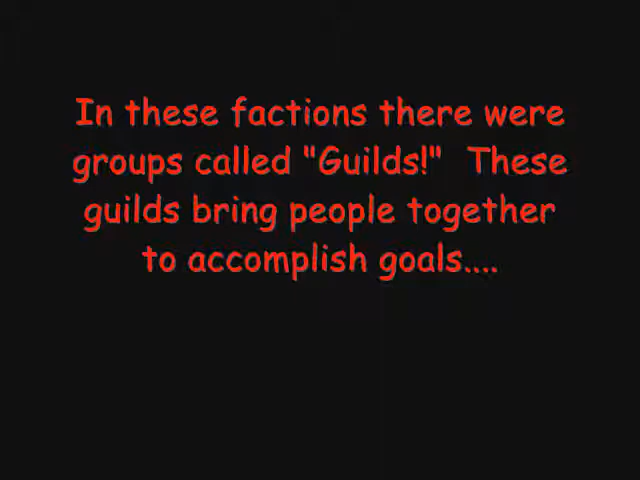 In these factions there were
groups called "Guilds!"  These
guilds bring people together
to accomplish goals....